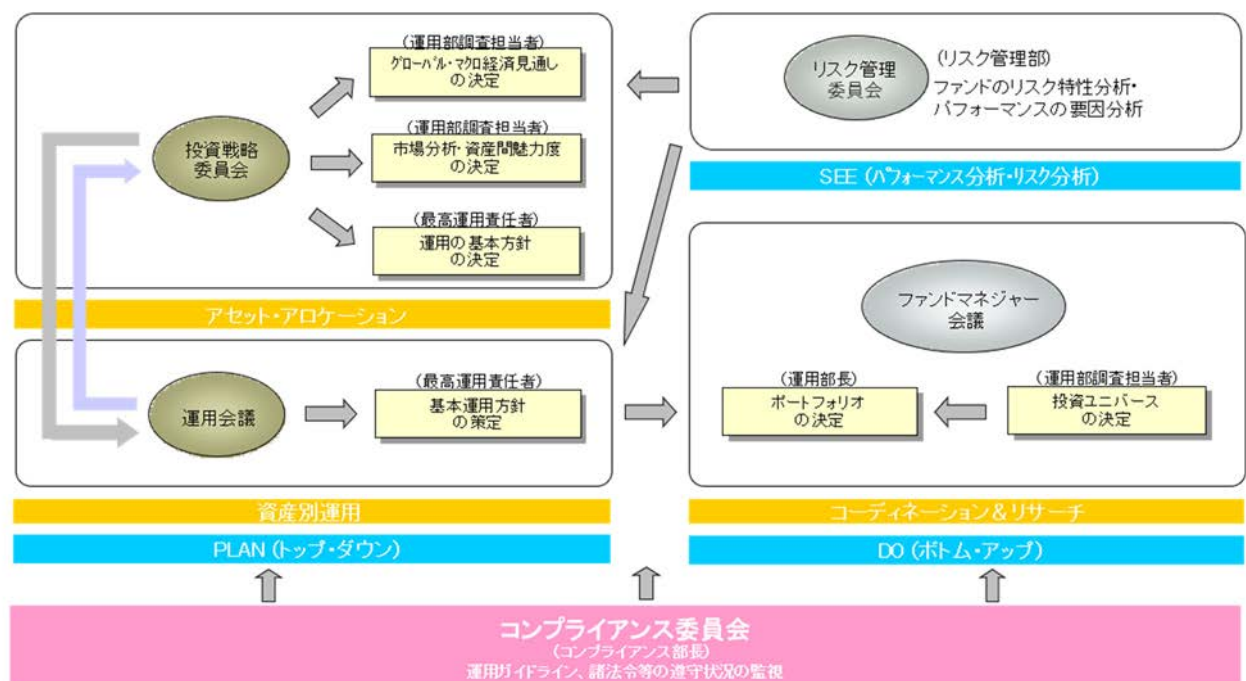 (運用部調査担当者)
グローバル・マクロ経済見通し
の決定
投資戦略
委員会
(運用部調査担当者)
市場分析・資産間魅力度
の決定
(最高運用責任者)
運用の基本方針
の決定
アセット・アロケーション
運用会議
(最高運用責任者)
基本運用方針
の策定
資産別運用
PLAN (トップ・ダウン)
リスク管理
委員会
(リスク管理部)
ファンドのリスク特性分析・
パフォーマンスの要因分析
SEE (パフォーマンス分析・リスク分析)
ファンドマネジャー
会議
(運用部長)
ポートフォリオ
の決定
(運用部調査担当者)
投資ユニバース
の決定
コーディネーション&リサーチ
DO (ボトム・アップ)
コンプライアンス委員会
(コンプライアンス部長)
運用ガイドライン、諸法令等の遵守状況の監視